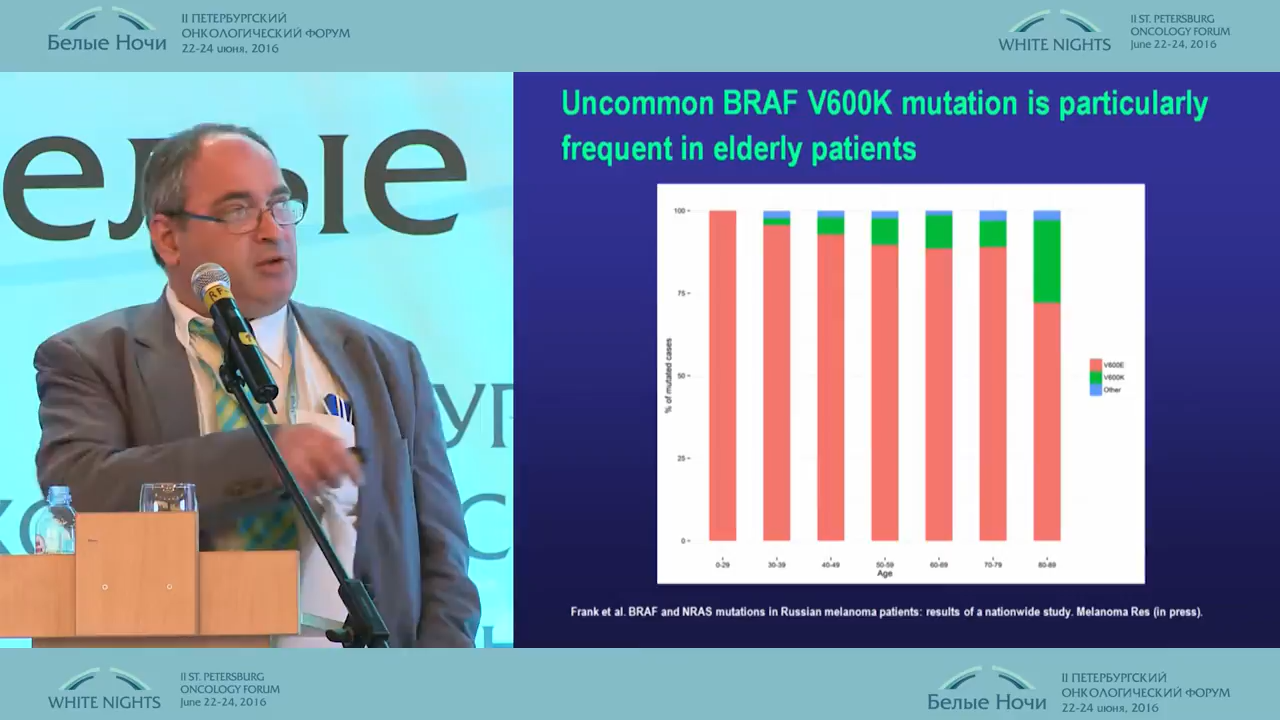 Белые Ночи
II ПЕТЕРБУРГСКИЙ
ОНКОЛОГИЧЕСКИЙ ФОРУМ
22-24 июня, 2016
WHITE NIGHTS
II ST. PETERSBURG
ONCOLOGY FORUM
June 22-24, 2016
елые
Uncommon BRAF V600K mutation is particularly
frequent in elderly patients
100
75
50
25
0
% of mutated cases
0-29
30-39
40-49
50-59
60-69
70-79
80-89
Age
V600E
V600K
Other
Frank et al. BRAF and NRAS mutations in Russian melanoma patients: results of a nationwide study. Melanoma Res (in press).
WHITE NIGHTS
II ST. PETERSBURG
ONCOLOGY FORUM
June 22-24, 2016
Белые Ночи
II ПЕТЕРБУРГСКИЙ
ОНКОЛОГИЧЕСКИЙ ФОРУМ
22-24 июня, 2016